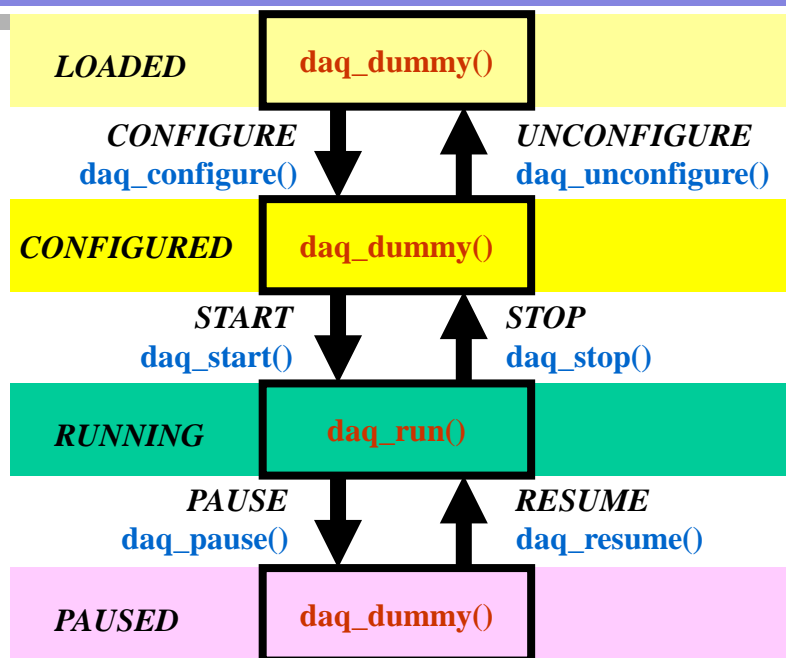 LOADED daq_dummy()
CONFIGURE UNCONFIGURE
daq_configure() daq_unconfigure()
CONFIGURED daq_dummy()
START STOP
daq_start() daq_stop()
RUNNING daq_run()
PAUSE RESUME
daq_pause() daq_resume()
PAUSED daq_dummy()